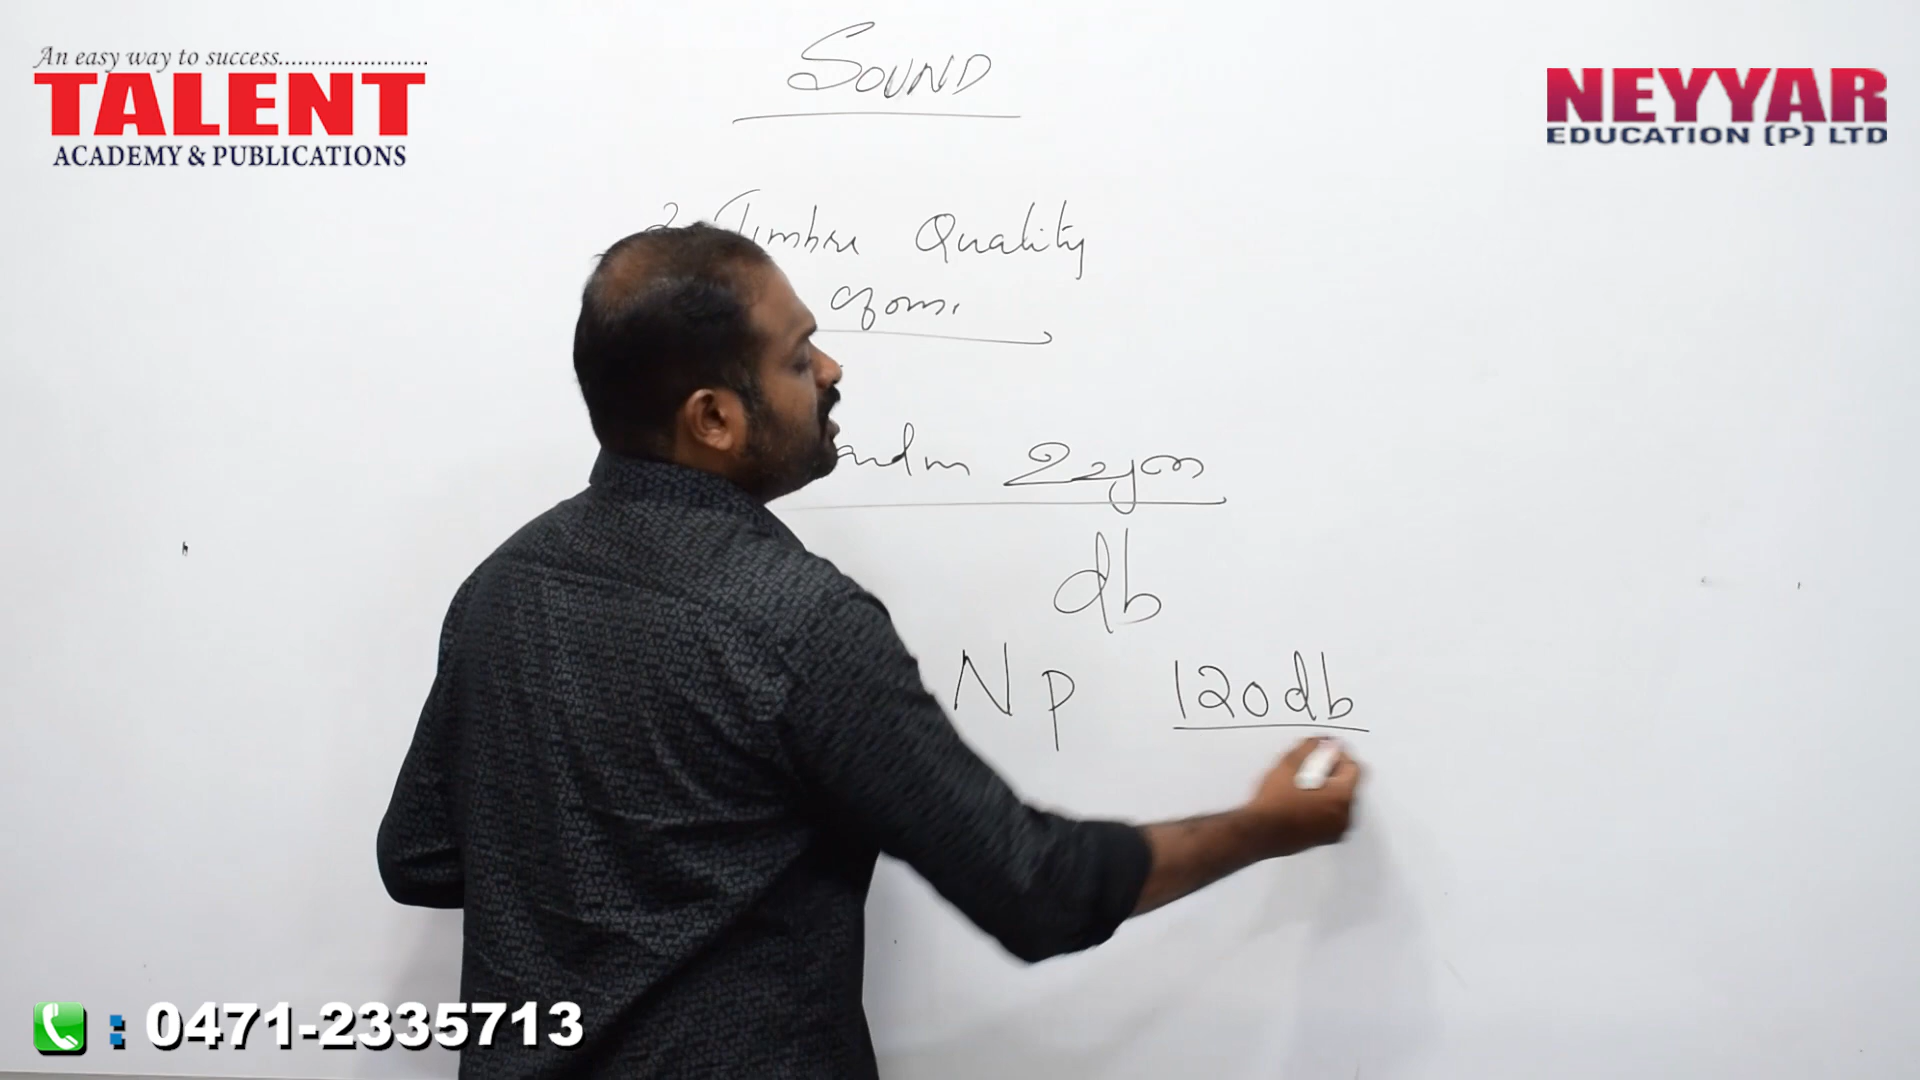 An easy way to success.......................
TALENT
ACADEMY & PUBLICATIONS
NEYYAR
EDUCATION (P) LTD
SOUND
Timbre Quality
ഗുണം
ഉച്ചത
db
Np 120db
: 0471-2335713